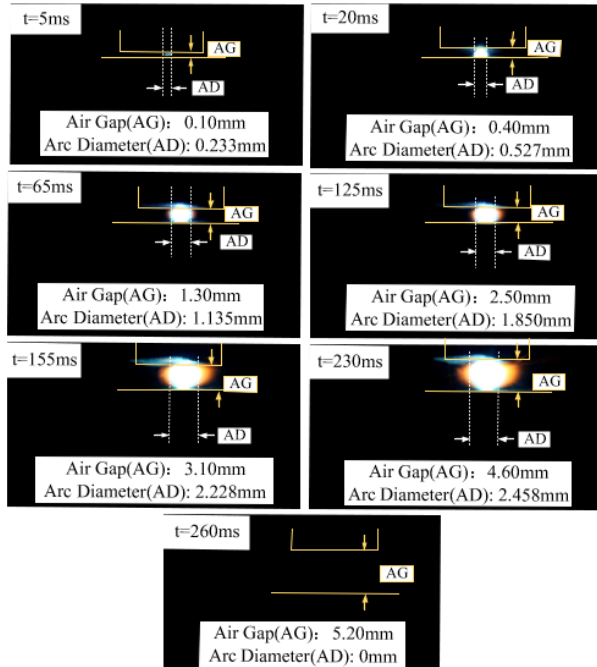 t=5ms
AG
AD
Air Gap(AG): 0.10mm
Arc Diameter(AD): 0.233mm
t=20ms
AG
AD
Air Gap(AG): 0.40mm
Arc Diameter(AD): 0.527mm
t=65ms
AG
AD
Air Gap(AG): 1.30mm
Arc Diameter(AD): 1.135mm
t=125ms
AG
AD
Air Gap(AG): 2.50mm
Arc Diameter(AD): 1.850mm
t=155ms
AG
AD
Air Gap(AG): 3.10mm
Arc Diameter(AD): 2.228mm
t=230ms
AG
AD
Air Gap(AG): 4.60mm
Arc Diameter(AD): 2.458mm
t=260ms
AG
Air Gap(AG): 5.20mm
Arc Diameter(AD): 0mm